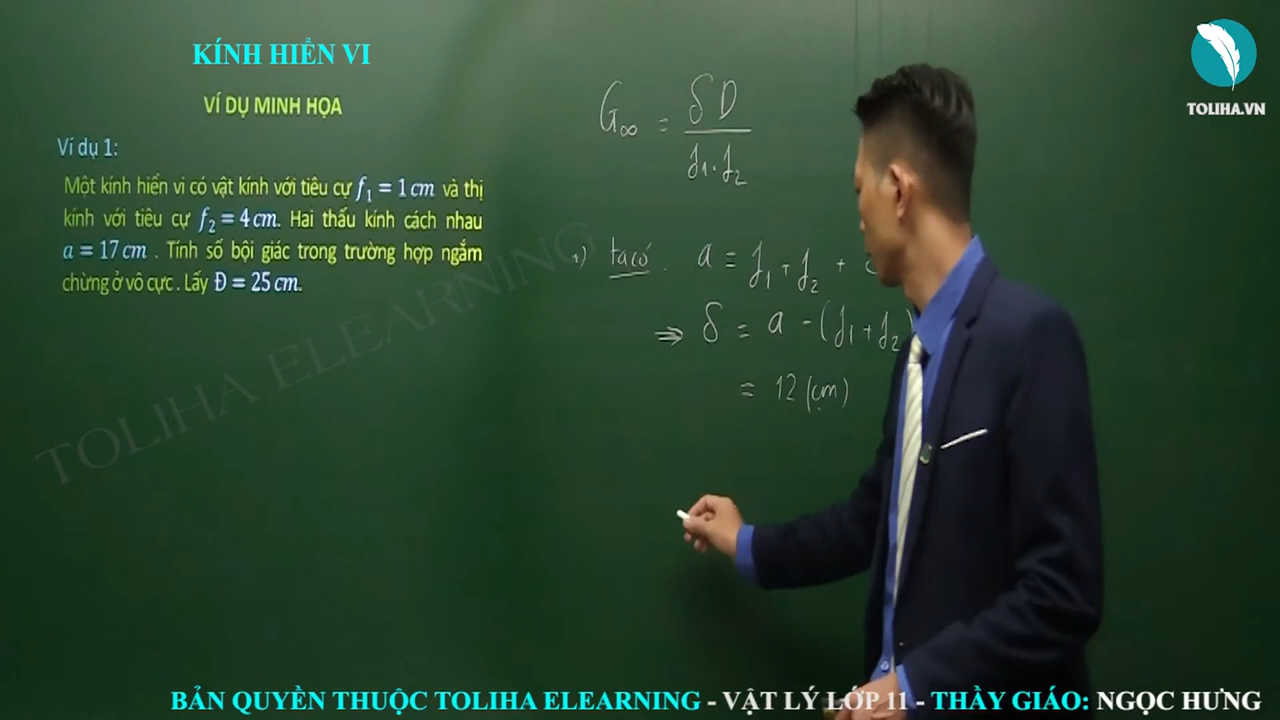 KÍNH HIỂN VI
VÍ DỤ MINH HỌA
Ví dụ 1:
Một kính hiển vi có vật kính với tiêu cự f₁ = 1 cm và thị
kính với tiêu cự f₂ = 4 cm. Hai thấu kính cách nhau
a = 17 cm . Tính số bội giác trong trường hợp ngắm
chừng ở vô cực . Lấy Đ = 25 cm.
G∞ = δD / f₁.f₂
1) ta có . a = f₁ + f₂ +
⇒ δ = a - (f₁ + f₂)
= 12 (cm)
TOLIHA ELEARNING
TOLIHA.VN
BẢN QUYỀN THUỘC TOLIHA ELEARNING - VẬT LÝ LỚP 11 - THẦY GIÁO: NGỌC HƯNG